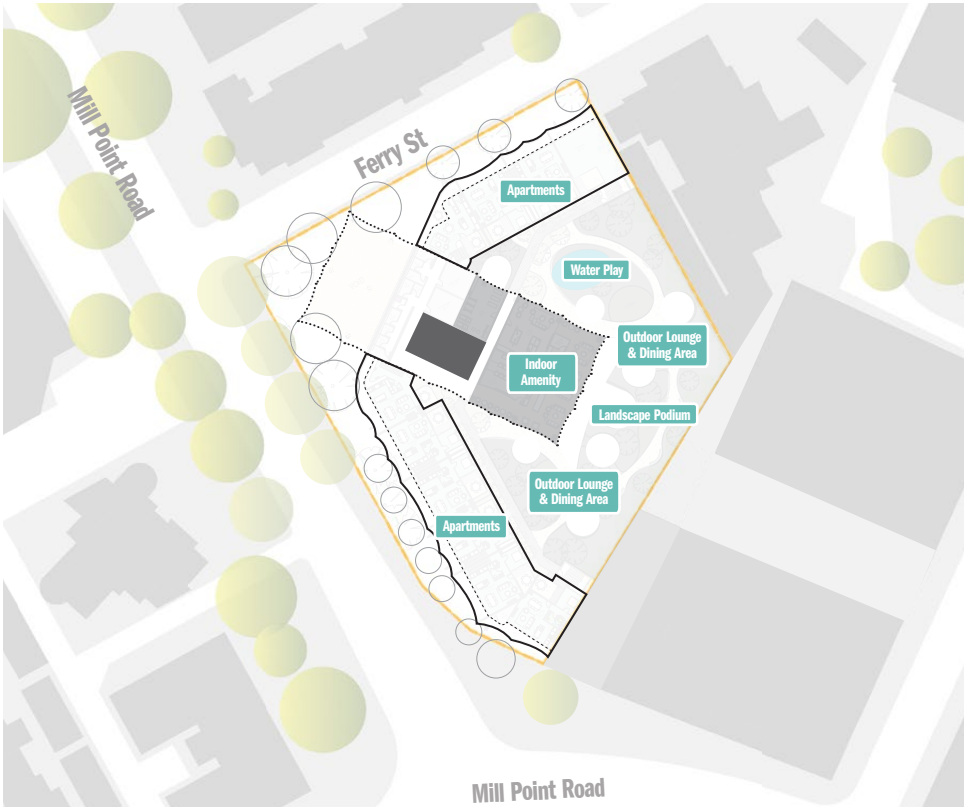 Mill Point Road
Ferry St
Apartments
Water Play
Outdoor Lounge
& Dining Area
Indoor
Amenity
Landscape Podium
Outdoor Lounge
& Dining Area
Apartments
Mill Point Road